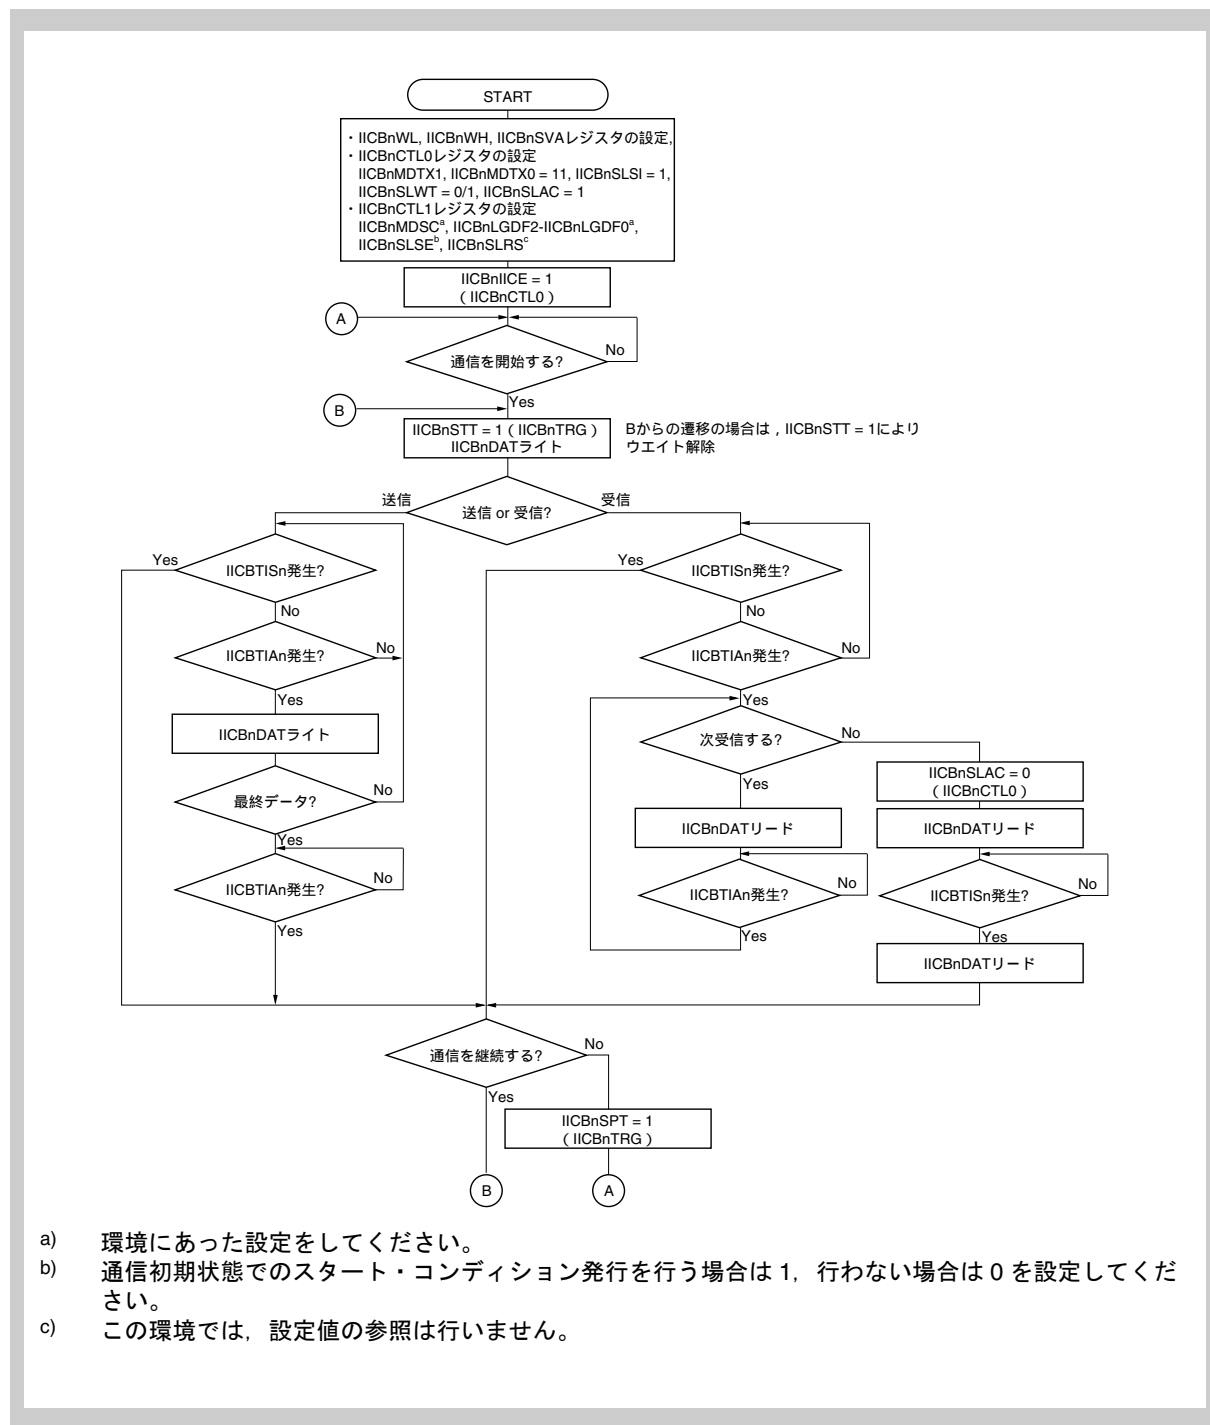 START
・IICBnWL, IICBnWH, IICBnSVAレジスタの設定,
・IICBnCTL0レジスタの設定
IICBnMDTX1, IICBnMDTX0 = 11, IICBnSLSI = 1,
IICBnSLWT = 0/1, IICBnSLAC = 1
・IICBnCTL1レジスタの設定
IICBnMDSCa, IICBnLGDF2-IICBnLGDF0a,
IICBnSLSEb, IICBnSLRSc
IICBnIICE = 1
( IICBnCTL0 )
A
通信を開始する?
No
Yes
B
IICBnSTT = 1 ( IICBnTRG )
IICBnDATライト
Bからの遷移の場合は , IICBnSTT = 1により
ウエイト解除
送信
送信 or 受信?
受信
Yes
IICBTISn発生?
No
IICBTIAn発生?
No
Yes
IICBnDATライト
最終データ?
No
Yes
IICBTIAn発生?
No
Yes
Yes
IICBTISn発生?
No
IICBTIAn発生?
No
Yes
次受信する?
No
Yes
IICBnDATリード
IICBTIAn発生?
No
Yes
IICBnSLAC = 0
( IICBnCTL0 )
IICBnDATリード
IICBTISn発生?
No
Yes
IICBnDATリード
通信を継続する?
No
Yes
IICBnSPT = 1
( IICBnTRG )
B
A
a) 環境にあった設定をしてください。
b) 通信初期状態でのスタート・コンディション発行を行う場合は 1, 行わない場合は 0 を設定してくだ
さい。
c) この環境では, 設定値の参照は行いません。